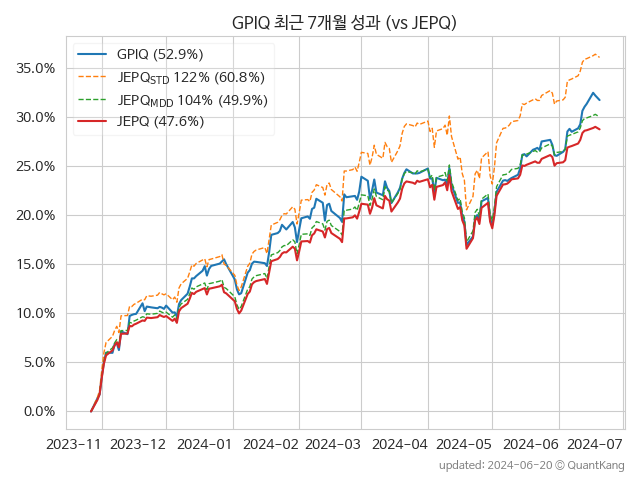 GPIQ 최근 7개월 성과 (vs JEPQ)
GPIQ (52.9%)
JEPQSTD 122% (60.8%)
JEPQMDD 104% (49.9%)
JEPQ (47.6%)
35.0%
30.0%
25.0%
20.0%
15.0%
10.0%
5.0%
0.0%
2023-11 2023-12 2024-01 2024-02 2024-03 2024-04 2024-05 2024-06 2024-07
updated: 2024-06-20 ⓒ QuantKang